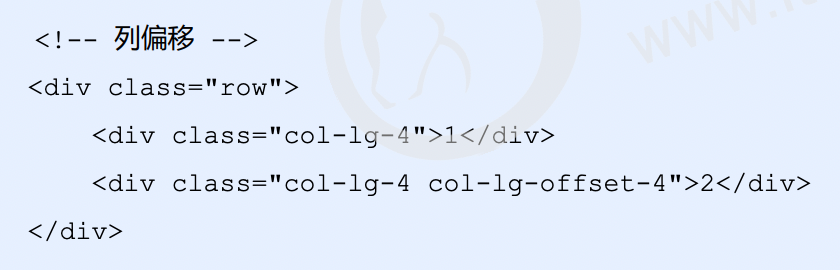 <!-- 列偏移 -->
<div class="row">
    <div class="col-lg-4">1</div>
    <div class="col-lg-4 col-lg-offset-4">2</div>
</div>
www.